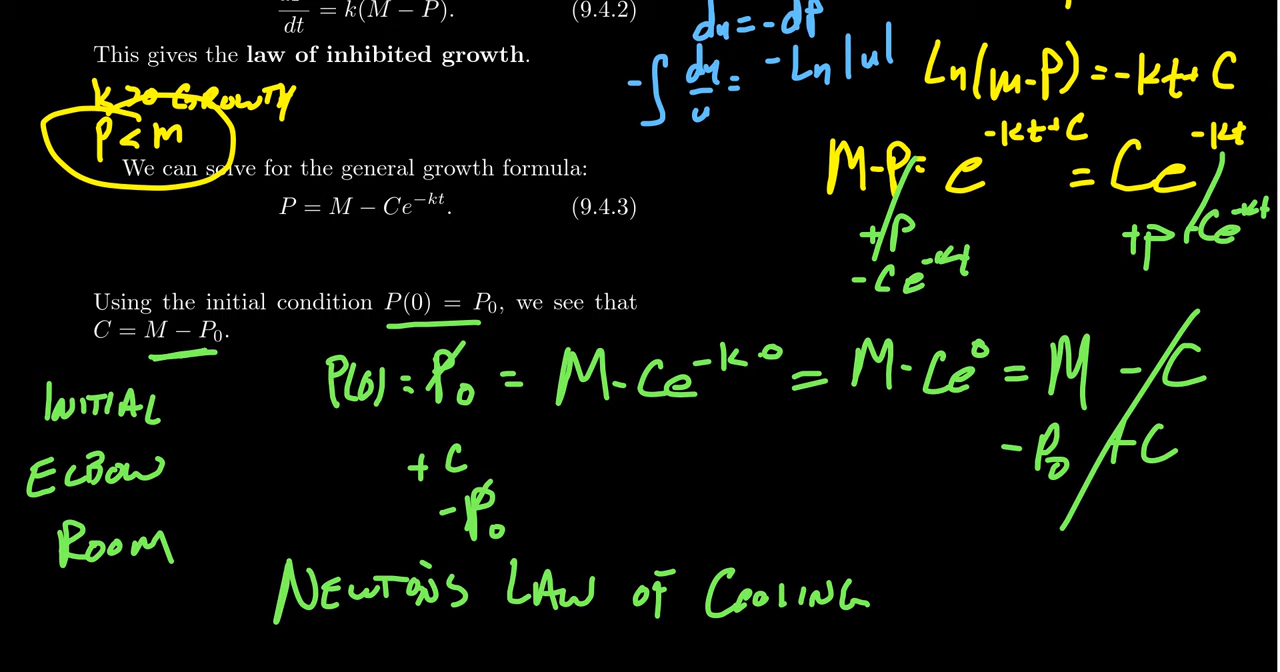 dt = k(M − P). (9.4.2)
This gives the law of inhibited growth.
k>0 GROWTH
P < M
We can solve for the general growth formula:
P = M − Ce^{−kt}. (9.4.3)
Using the initial condition P(0) = P₀, we see that
C = M − P₀.
du = -dP
-∫ du/u = -Ln|u|
Ln(M-P) = -kt + C
M-P = e^{-kt+C} = Ce^{-kt}
+P +P +Ce^{-kt}
-Ce^{-kt}
P(0) = P₀ = M - Ce^{-k·0} = M - Ce^0 = M - C
+ C - P₀ + C
- P₀
INITIAL
ELBOW
ROOM
NEWTON'S LAW OF COOLING